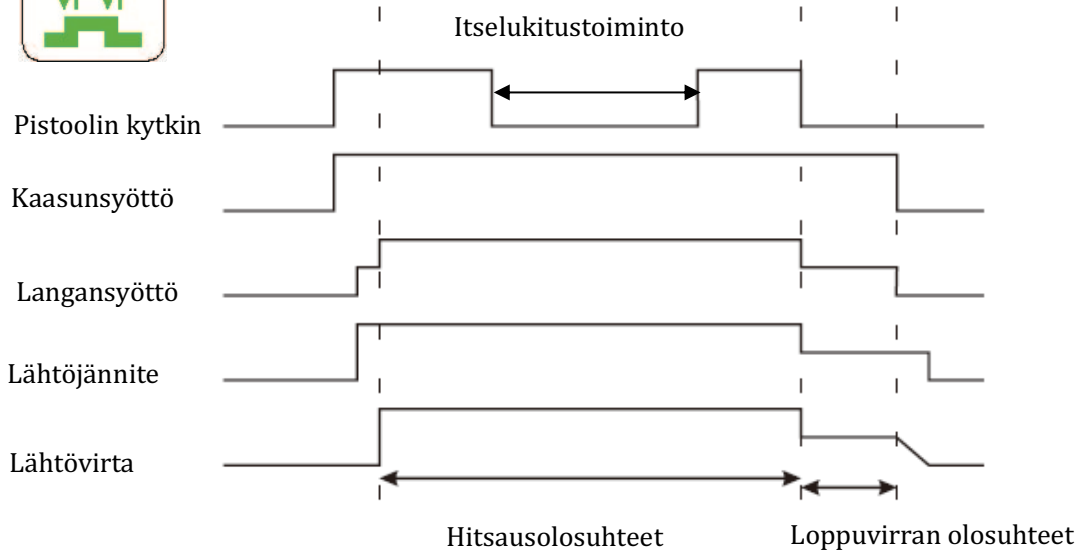 Itselukitustoiminto
Pistoolin kytkin
Kaasunsyöttö
Langansyöttö
Lähtöjännite
Lähtövirta
Hitsausolosuhteet
Loppuvirran olosuhteet